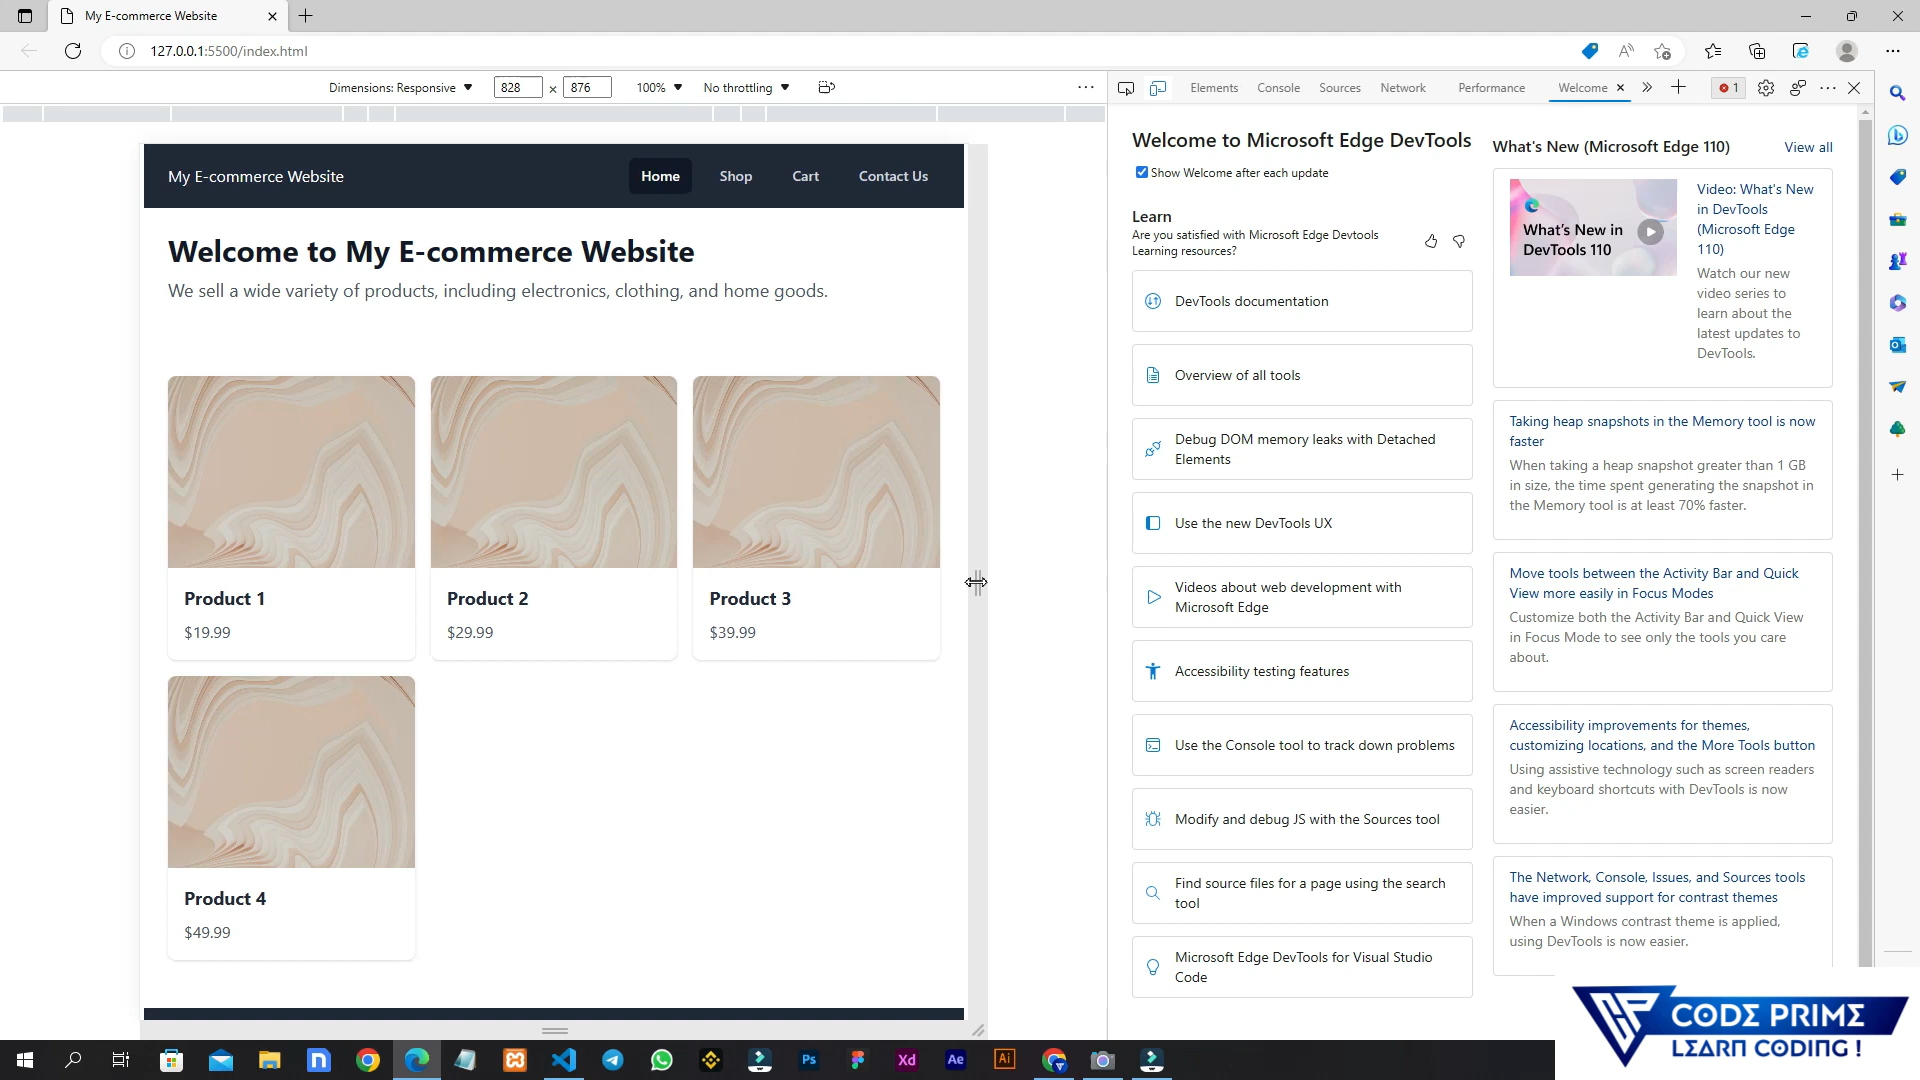 My E-commerce Website
127.0.0.1:5500/index.html
Dimensions: Responsive
828
×
876
100%
No throttling
Elements
Console
Sources
Network
Performance
Welcome
1
My E-commerce Website
Home
Shop
Cart
Contact Us
Welcome to My E-commerce Website
We sell a wide variety of products, including electronics, clothing, and home goods.
Product 1
$19.99
Product 2
$29.99
Product 3
$39.99
Product 4
$49.99
Welcome to Microsoft Edge DevTools
Show Welcome after each update
Learn
Are you satisfied with Microsoft Edge Devtools
Learning resources?
DevTools documentation
Overview of all tools
Debug DOM memory leaks with Detached
Elements
Use the new DevTools UX
Videos about web development with
Microsoft Edge
Accessibility testing features
Use the Console tool to track down problems
Modify and debug JS with the Sources tool
Find source files for a page using the search
tool
Microsoft Edge DevTools for Visual Studio
Code
What's New (Microsoft Edge 110)
View all
What's New in
DevTools 110
Video: What's New
in DevTools
(Microsoft Edge
110)
Watch our new
video series to
learn about the
latest updates to
DevTools.
Taking heap snapshots in the Memory tool is now
faster
When taking a heap snapshot greater than 1 GB
in size, the time spent generating the snapshot in
the Memory tool is at least 70% faster.
Move tools between the Activity Bar and Quick
View more easily in Focus Modes
Customize both the Activity Bar and Quick View
in Focus Mode to see only the tools you care
about.
Accessibility improvements for themes,
customizing locations, and the More Tools button
Using assistive technology such as screen readers
and keyboard shortcuts with DevTools is now
easier.
The Network, Console, Issues, and Sources tools
have improved support for contrast themes
When a Windows contrast theme is applied,
using DevTools is now easier.
CODE PRIME
LEARN CODING !
Ps
Xd
Ae
Ai